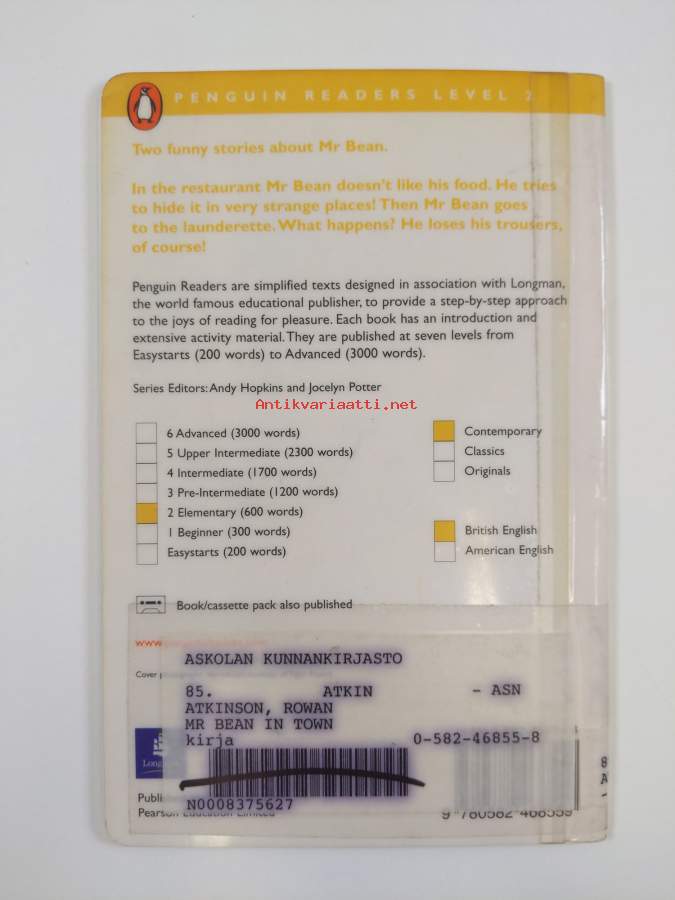 PENGUIN READERS LEVEL 2
Two funny stories about Mr Bean.
In the restaurant Mr Bean doesn't like his food. He tries
to hide it in very strange places! Then Mr Bean goes
to the launderette. What happens? He loses his trousers,
of course!
Penguin Readers are simplified texts designed in association with Longman,
the world famous educational publisher, to provide a step-by-step approach
to the joys of reading for pleasure. Each book has an introduction and
extensive activity material. They are published at seven levels from
Easystarts (200 words) to Advanced (3000 words).
Series Editors: Andy Hopkins and Jocelyn Potter
Antikvariaatti.net
6 Advanced (3000 words)
5 Upper Intermediate (2300 words)
4 Intermediate (1700 words)
3 Pre-Intermediate (1200 words)
2 Elementary (600 words)
1 Beginner (300 words)
Easystarts (200 words)
Contemporary
Classics
Originals
British English
American English
Book/cassette pack also published
www.
Cover
ASKOLAN KUNNANKIRJASTO
85. ATKIN - ASN
ATKINSON, ROWAN
MR BEAN IN TOWN
kirja 0-582-46855-8
Long
N0008375627
Publi
Pearson Education Limited
9 780582 468559
8
A
-